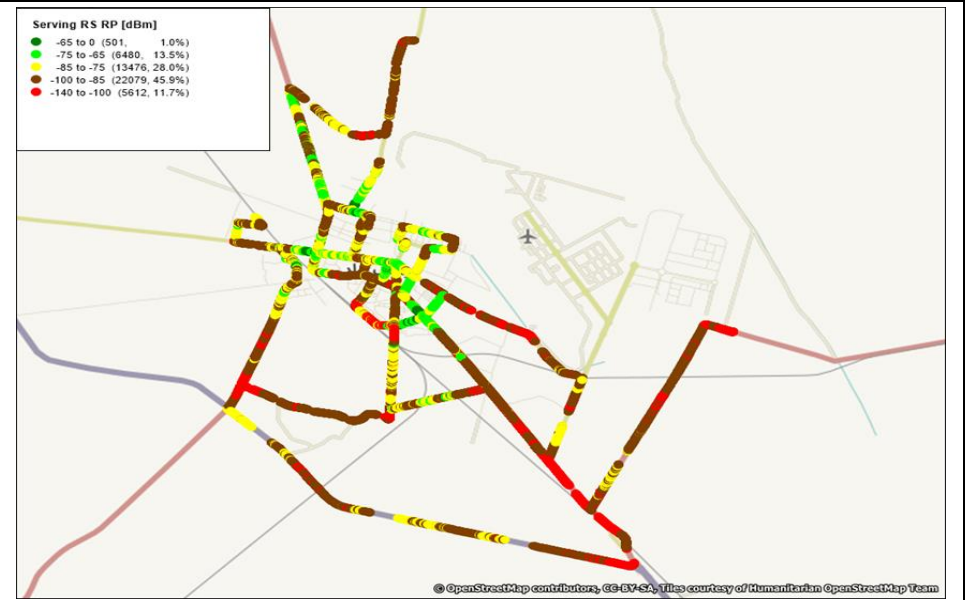 Serving RS RP [dBm]
-65 to 0 (501, 1.0%)
-75 to -65 (6480, 13.5%)
-85 to -75 (13476, 28.0%)
-100 to -85 (22079, 45.9%)
-140 to -100 (5612, 11.7%)
© OpenStreetMap contributors, CC-BY-SA, Tiles courtesy of Humanitarian OpenStreetMap Team